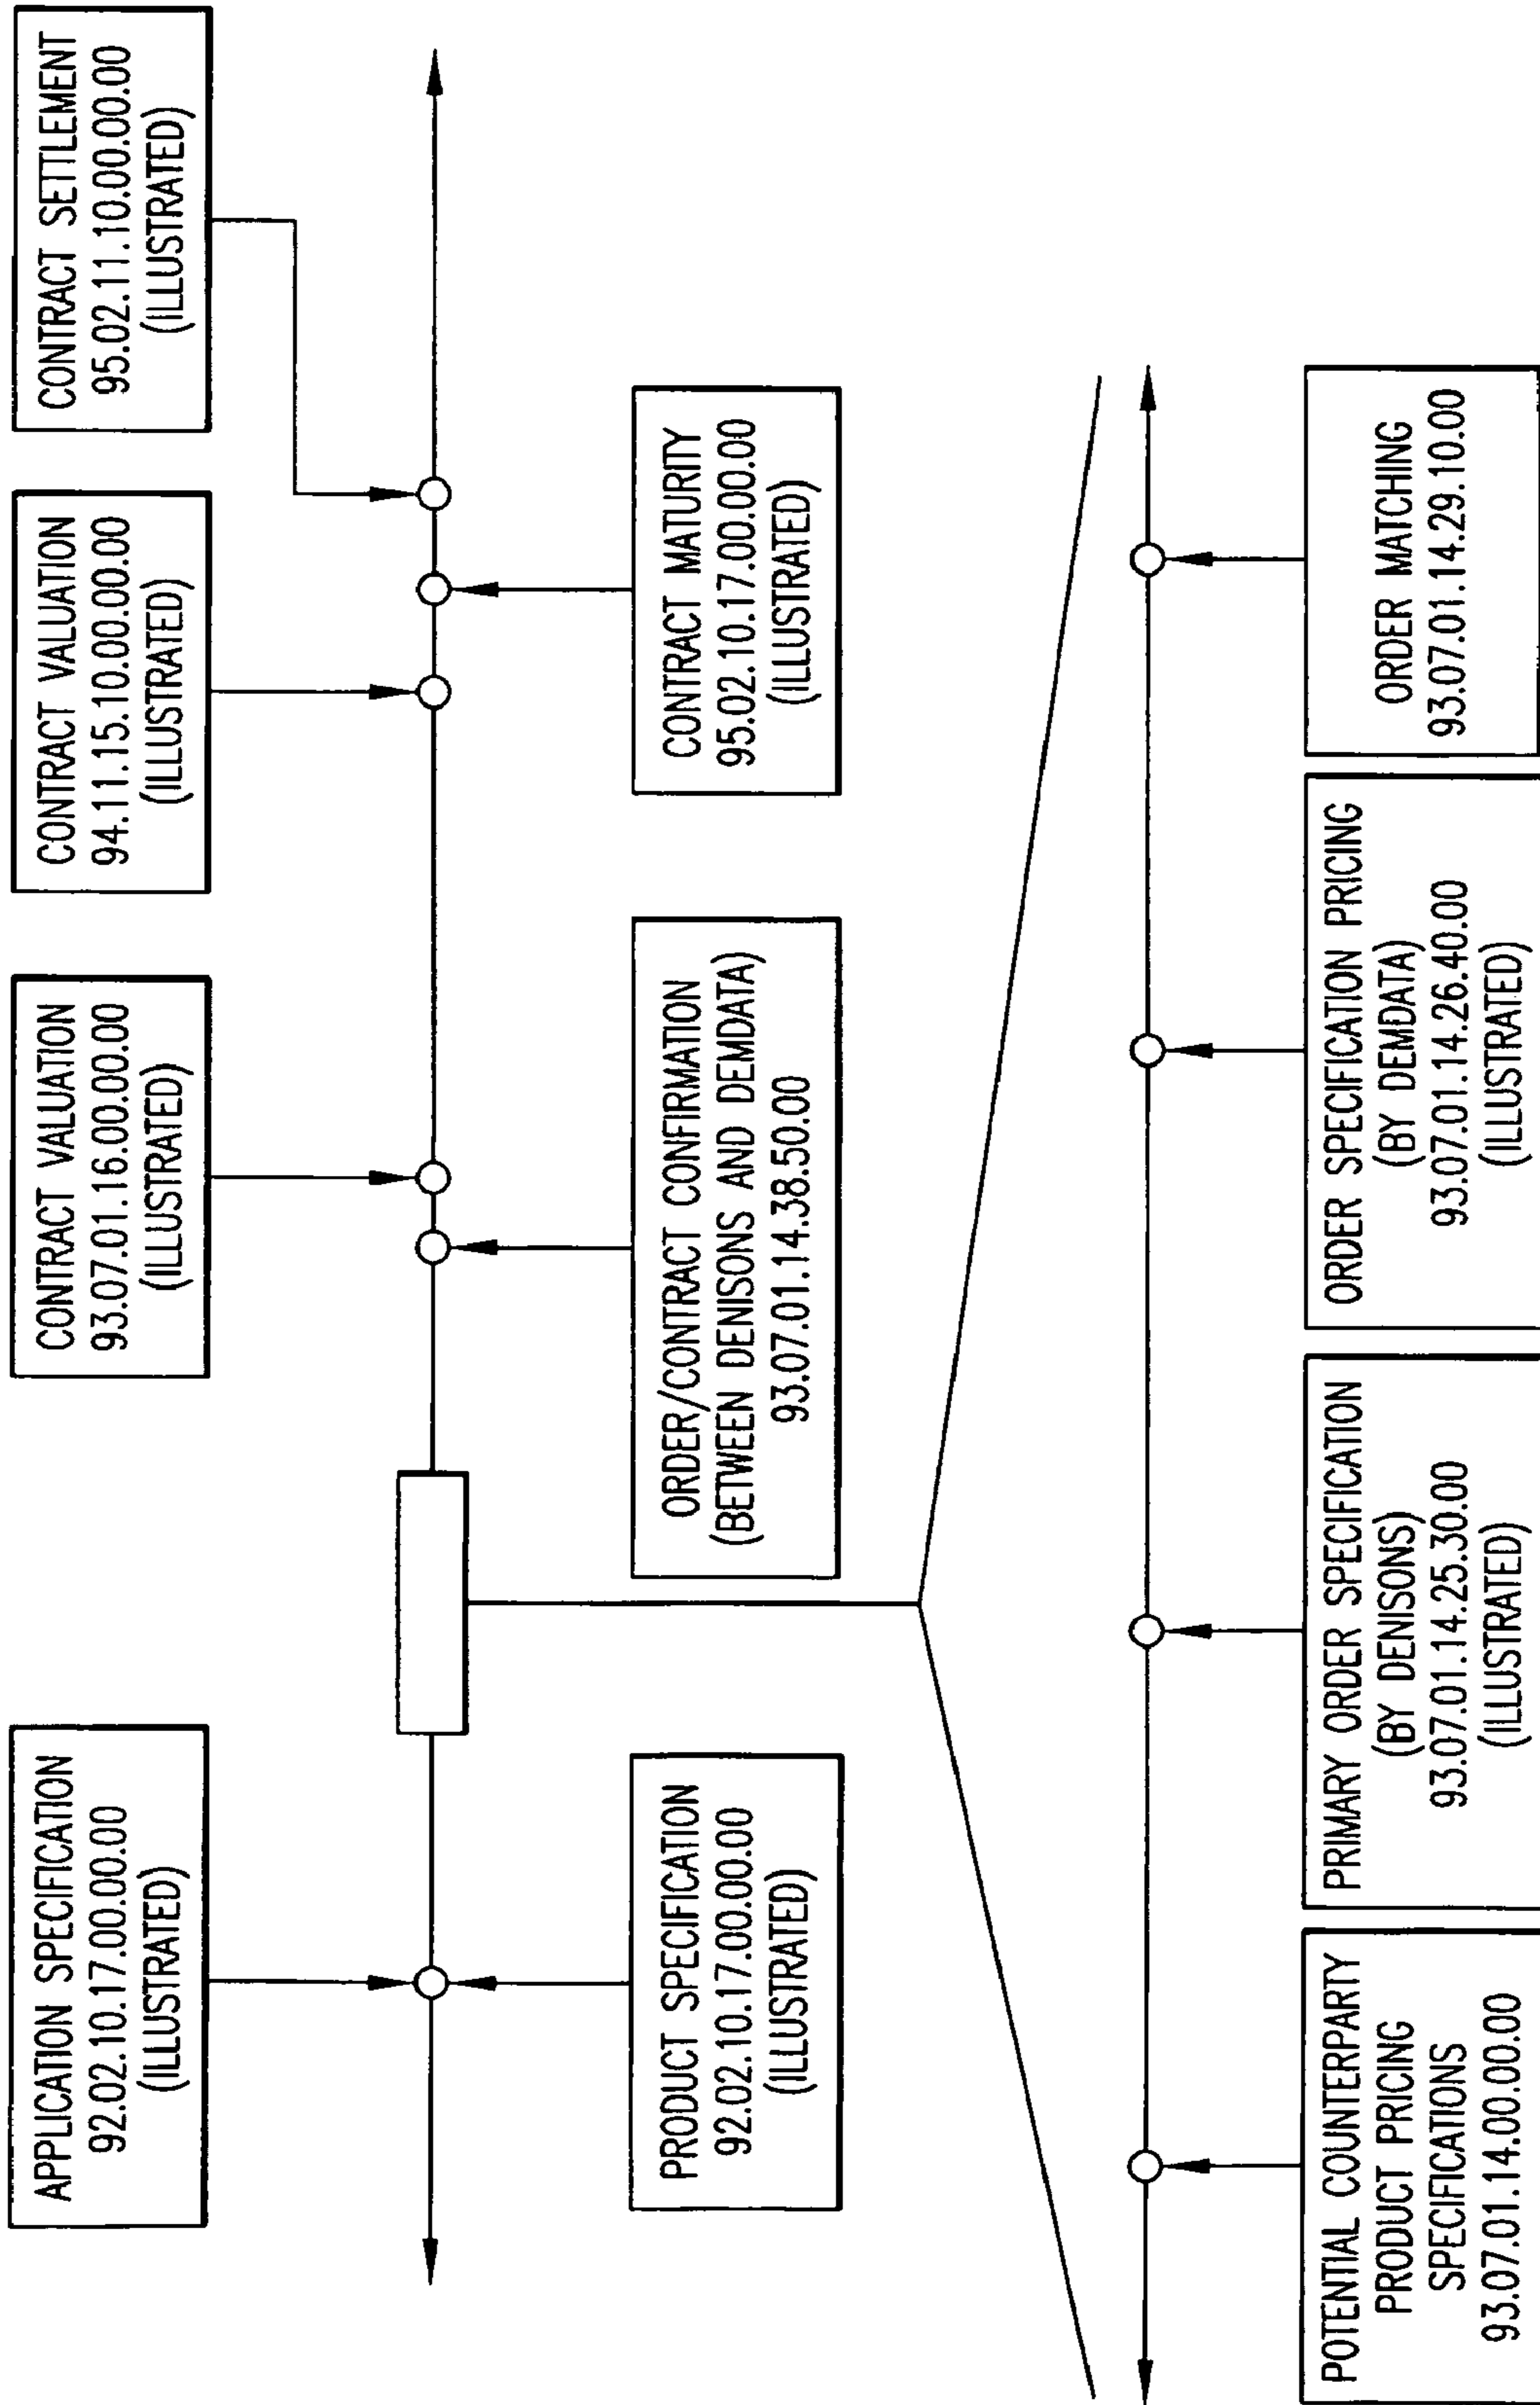 APPLICATION SPECIFICATION
92.02.10.17.00.00.00
(ILLUSTRATED)
CONTRACT VALUATION
93.07.01.16.00.00.00
(ILLUSTRATED)
CONTRACT VALUATION
94.11.15.10.00.00.00
(ILLUSTRATED)
CONTRACT SETTLEMENT
95.02.11.10.00.00.00
(ILLUSTRATED)
PRODUCT SPECIFICATION
92.02.10.17.00.00.00
(ILLUSTRATED)
ORDER/CONTRACT CONFIRMATION
(BETWEEN DENISONS AND DEMDATA)
93.07.01.14.38.50.00
CONTRACT MATURITY
95.02.10.17.00.00.00
(ILLUSTRATED)
POTENTIAL COUNTERPARTY
PRODUCT PRICING
SPECIFICATIONS
93.07.01.14.00.00.00
PRIMARY ORDER SPECIFICATION
(BY DENISONS)
93.07.01.14.25.30.00
(ILLUSTRATED)
ORDER SPECIFICATION PRICING
(BY DEMDATA)
93.07.01.14.26.40.00
(ILLUSTRATED)
ORDER MATCHING
93.07.01.14.29.10.00